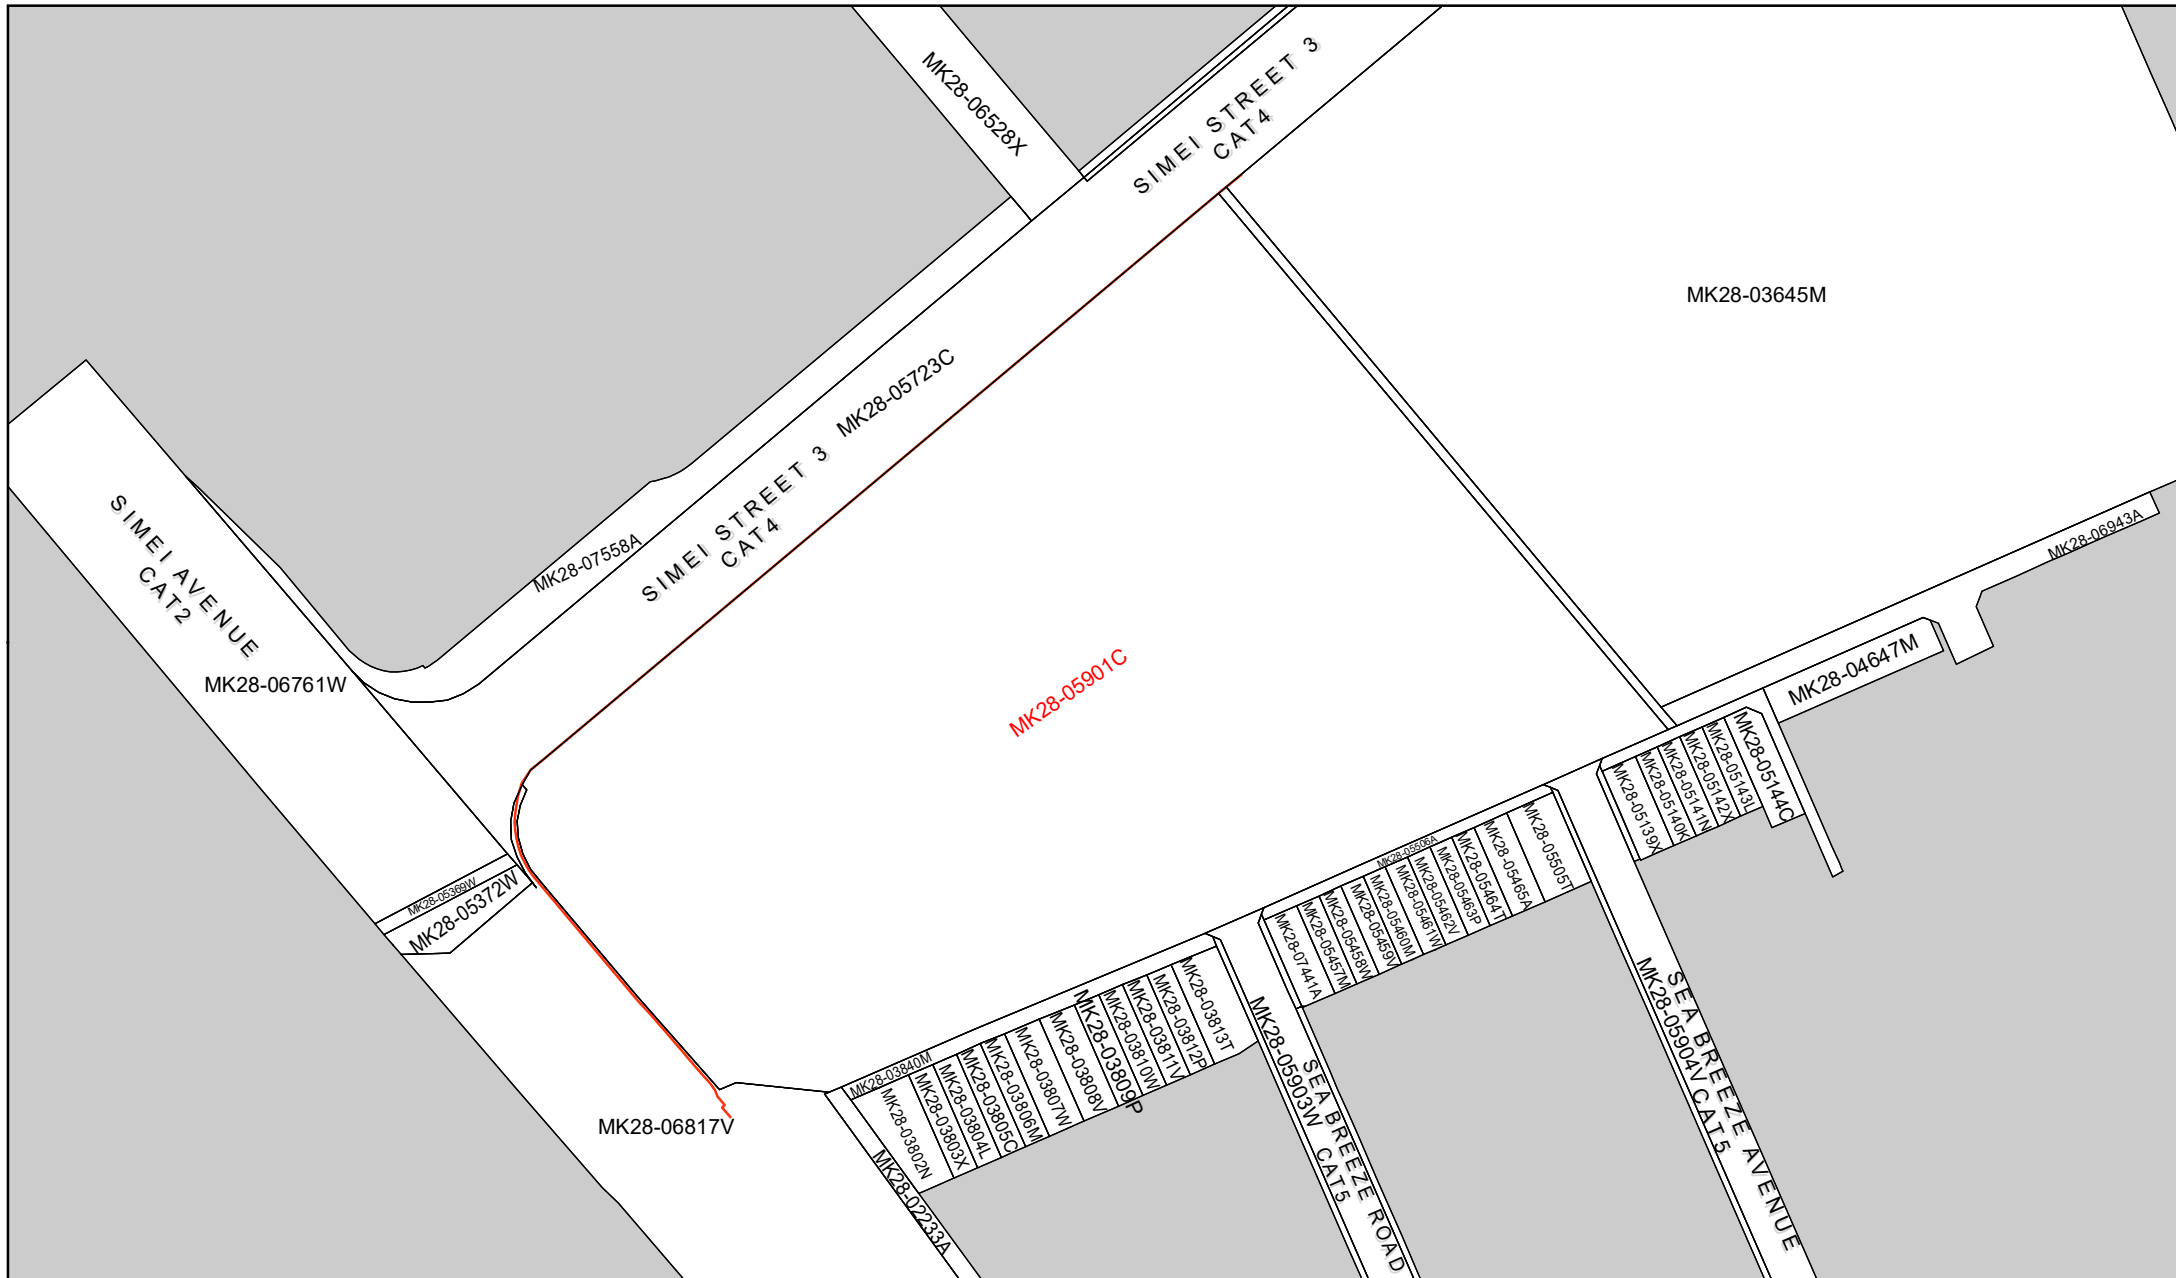 MK28-06528X
SIMEI STREET 3
CAT4
MK28-03645M
MK28-05723C
SIMEI STREET 3
CAT4
MK28-07558A
SIMEI AVENUE
CAT2
MK28-06761W
MK28-05901C
MK28-06943A
MK28-04647M
MK28-05144C
MK28-05143L
MK28-05142X
MK28-05141N
MK28-05140K
MK28-05139X
MK28-05506A
MK28-05505T
MK28-05465A
MK28-05464T
MK28-05463P
MK28-05462V
MK28-05461W
MK28-05460M
MK28-05459V
MK28-05458W
MK28-05457M
MK28-07441A
MK28-05369W
MK28-05372W
MK28-03840M
MK28-03813T
MK28-03812P
MK28-03811V
MK28-03810W
MK28-03809P
MK28-03808V
MK28-03807W
MK28-03806M
MK28-03805C
MK28-03804L
MK28-03803X
MK28-03802N
MK28-06817V
MK28-02233A
MK28-05903W
SEA BREEZE ROAD
CAT5
MK28-05904V
SEA BREEZE AVENUE
CAT5